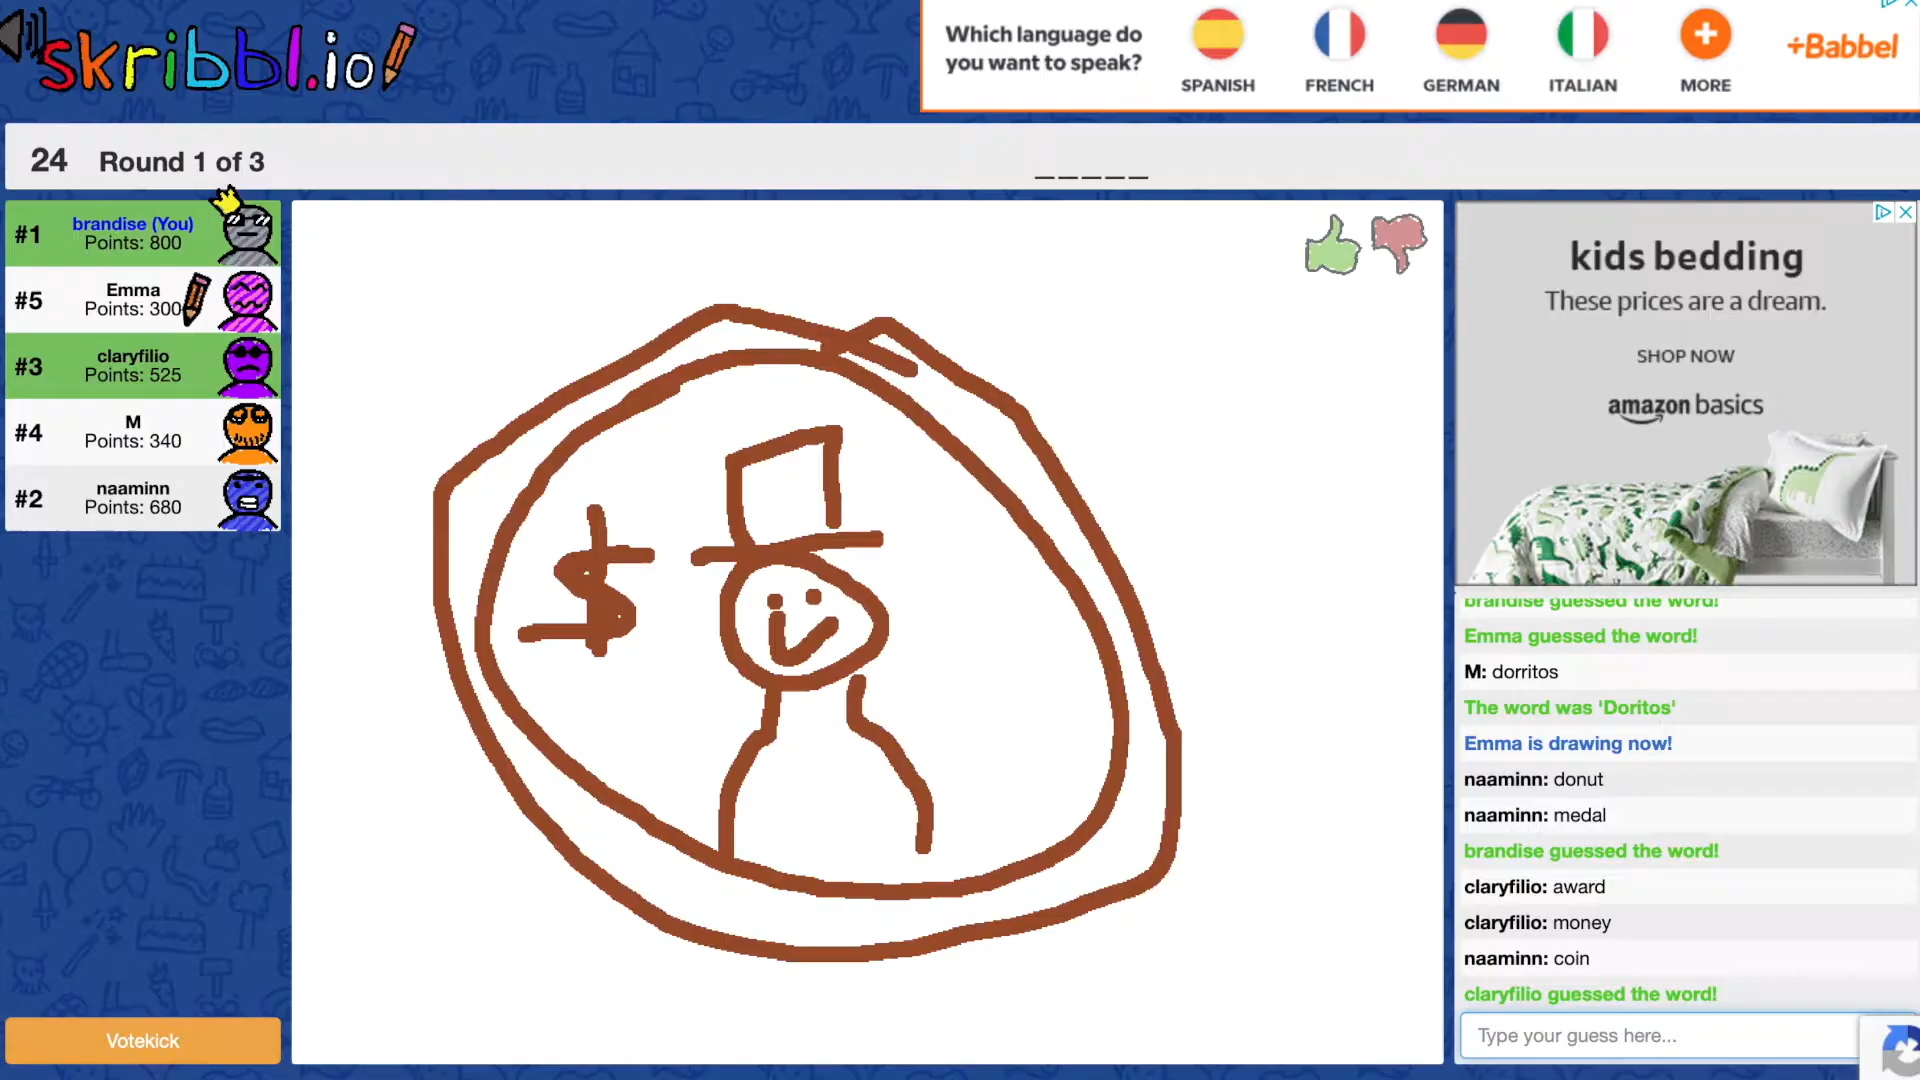 skribbl.io
Which language do
you want to speak?
SPANISH
FRENCH
GERMAN
ITALIAN
MORE
+Babbel
24
Round 1 of 3
_ _ _ _ _
#1
brandise (You)
Points: 800
#5
Emma
Points: 300
#3
claryfilio
Points: 525
#4
M
Points: 340
#2
naaminn
Points: 680
Votekick
$
kids bedding
These prices are a dream.
SHOP NOW
amazon basics
brandise guessed the word!
Emma guessed the word!
M: dorritos
The word was 'Doritos'
Emma is drawing now!
naaminn: donut
naaminn: medal
brandise guessed the word!
claryfilio: award
claryfilio: money
naaminn: coin
claryfilio guessed the word!
Type your guess here...